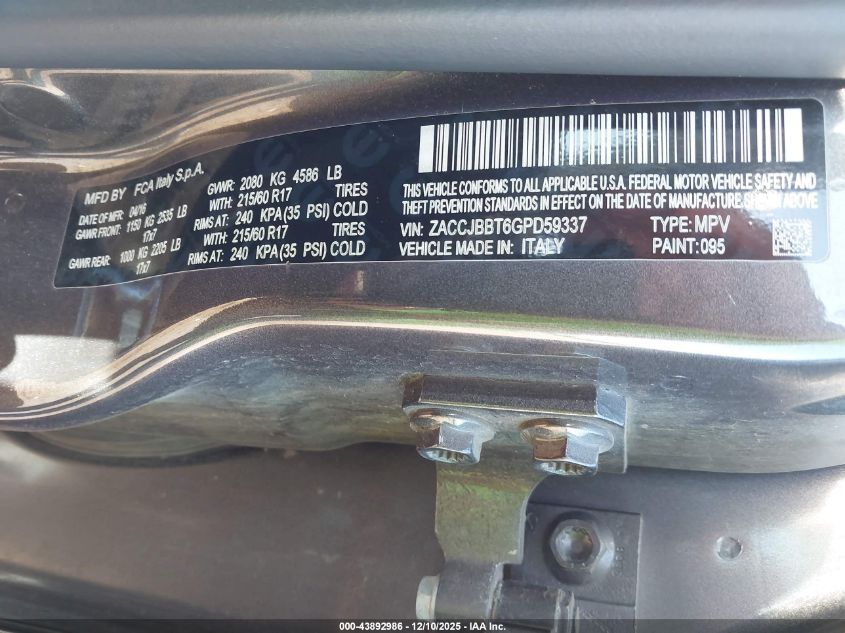 MFD BY FCA Italy S.p.A.
DATE OF MFR 04/16 GVWR: 2080 KG 4586 LB
GAWR FRONT: 1150 KG 2535 LB WITH: 215/60 R17 TIRES
17x7 RIMS AT: 240 KPA(35 PSI) COLD
GAWR REAR: 1000 KG 2205 LB WITH: 215/60 R17 TIRES
17x7 RIMS AT: 240 KPA(35 PSI) COLD
THIS VEHICLE CONFORMS TO ALL APPLICABLE U.S.A. FEDERAL MOTOR VEHICLE SAFETY AND
THEFT PREVENTION STANDARDS IN EFFECT ON THE DATE OF MANUFACTURE SHOWN ABOVE.
VIN: ZACCJBBT6GPD59337 TYPE: MPV
VEHICLE MADE IN: ITALY PAINT: 095
000-43892986 - 12/10/2025 - IAA Inc.